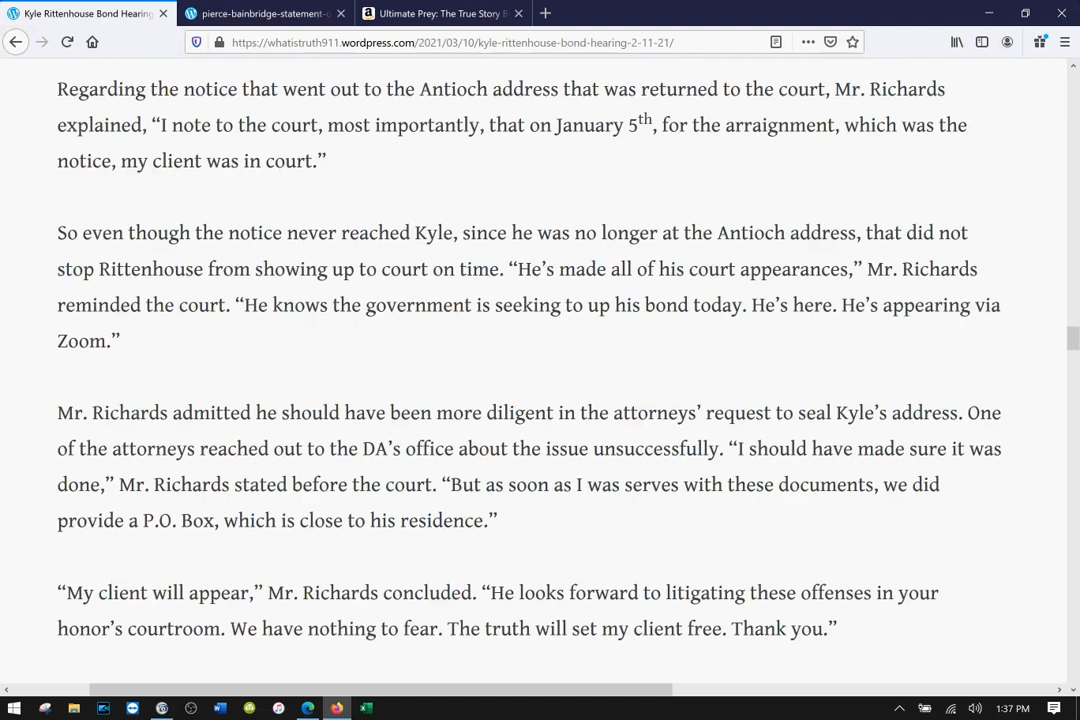 Kyle Rittenhouse Bond Hearing
pierce-bainbridge-statement-
Ultimate Prey: The True Story B
https://whatistruth911.wordpress.com/2021/03/10/kyle-rittenhouse-bond-hearing-2-11-21/
Regarding the notice that went out to the Antioch address that was returned to the court, Mr. Richards
explained, “I note to the court, most importantly, that on January 5th, for the arraignment, which was the
notice, my client was in court.”
So even though the notice never reached Kyle, since he was no longer at the Antioch address, that did not
stop Rittenhouse from showing up to court on time. “He’s made all of his court appearances,” Mr. Richards
reminded the court. “He knows the government is seeking to up his bond today. He’s here. He’s appearing via
Zoom.”
Mr. Richards admitted he should have been more diligent in the attorneys’ request to seal Kyle’s address. One
of the attorneys reached out to the DA’s office about the issue unsuccessfully. “I should have made sure it was
done,” Mr. Richards stated before the court. “But as soon as I was serves with these documents, we did
provide a P.O. Box, which is close to his residence.”
“My client will appear,” Mr. Richards concluded. “He looks forward to litigating these offenses in your
honor’s courtroom. We have nothing to fear. The truth will set my client free. Thank you.”
1:37 PM